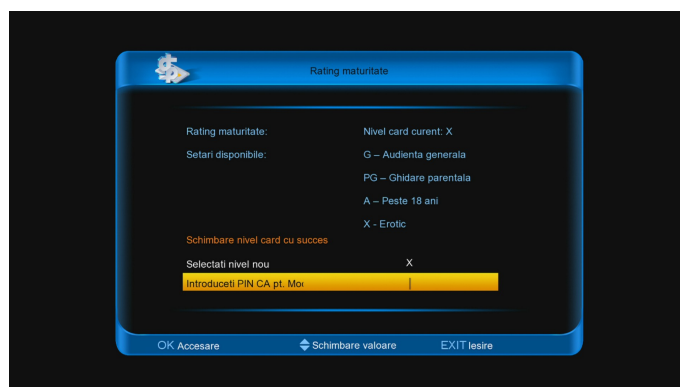 Rating maturitate
Rating maturitate: Nivel card curent: X
Setari disponibile: G – Audienta generala
PG – Ghidare parentala
A – Peste 18 ani
X - Erotic
Schimbare nivel card cu succes
Selectati nivel nou X
Introduceti PIN CA pt. Moc
OK Accesare Schimbare valoare EXIT Iesire